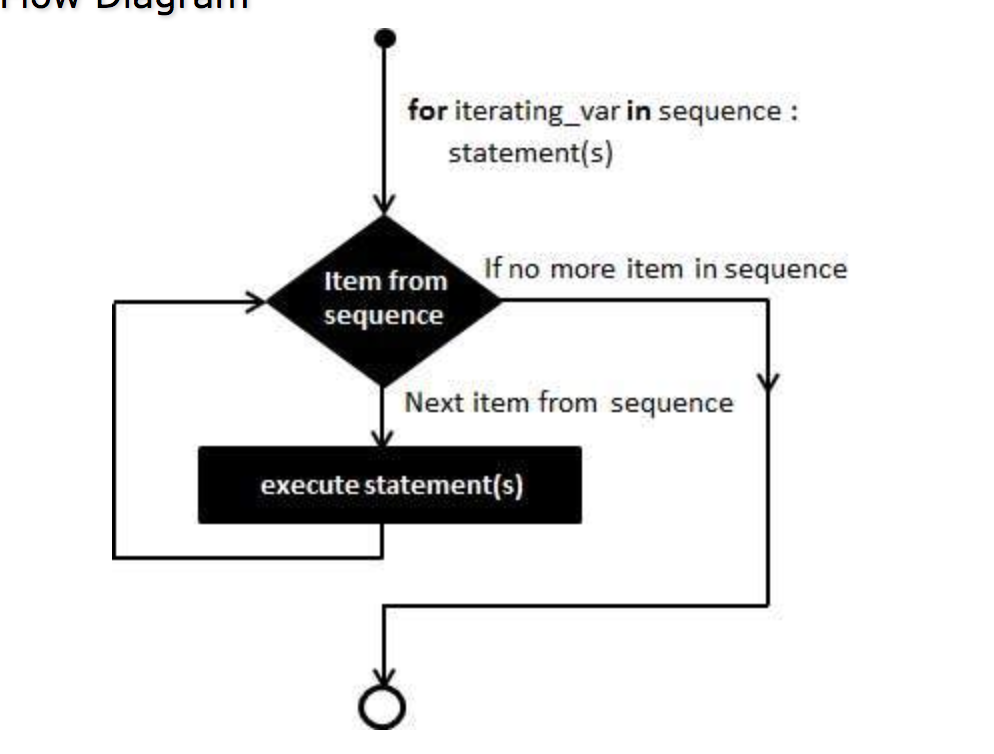 Flow Diagram
for iterating_var in sequence :
statement(s)
If no more item in sequence
Item from
sequence
Next item from sequence
execute statement(s)